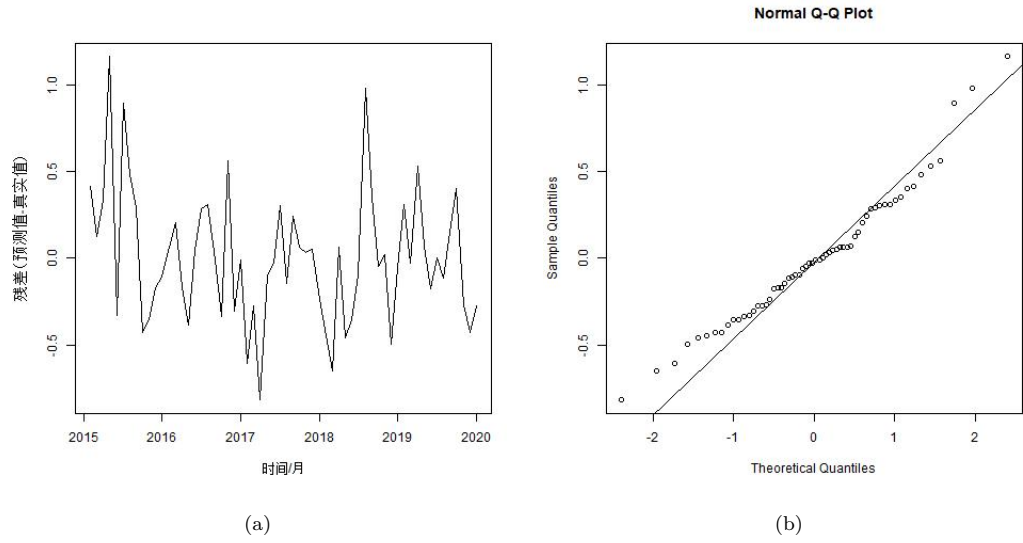 Normal Q-Q Plot
残差(预测值-真实值)
1.0
0.5
0.0
-0.5
2015 2016 2017 2018 2019 2020
时间/月
(a)
Sample Quantiles
1.0
0.5
0.0
-0.5
-2 -1 0 1 2
Theoretical Quantiles
(b)